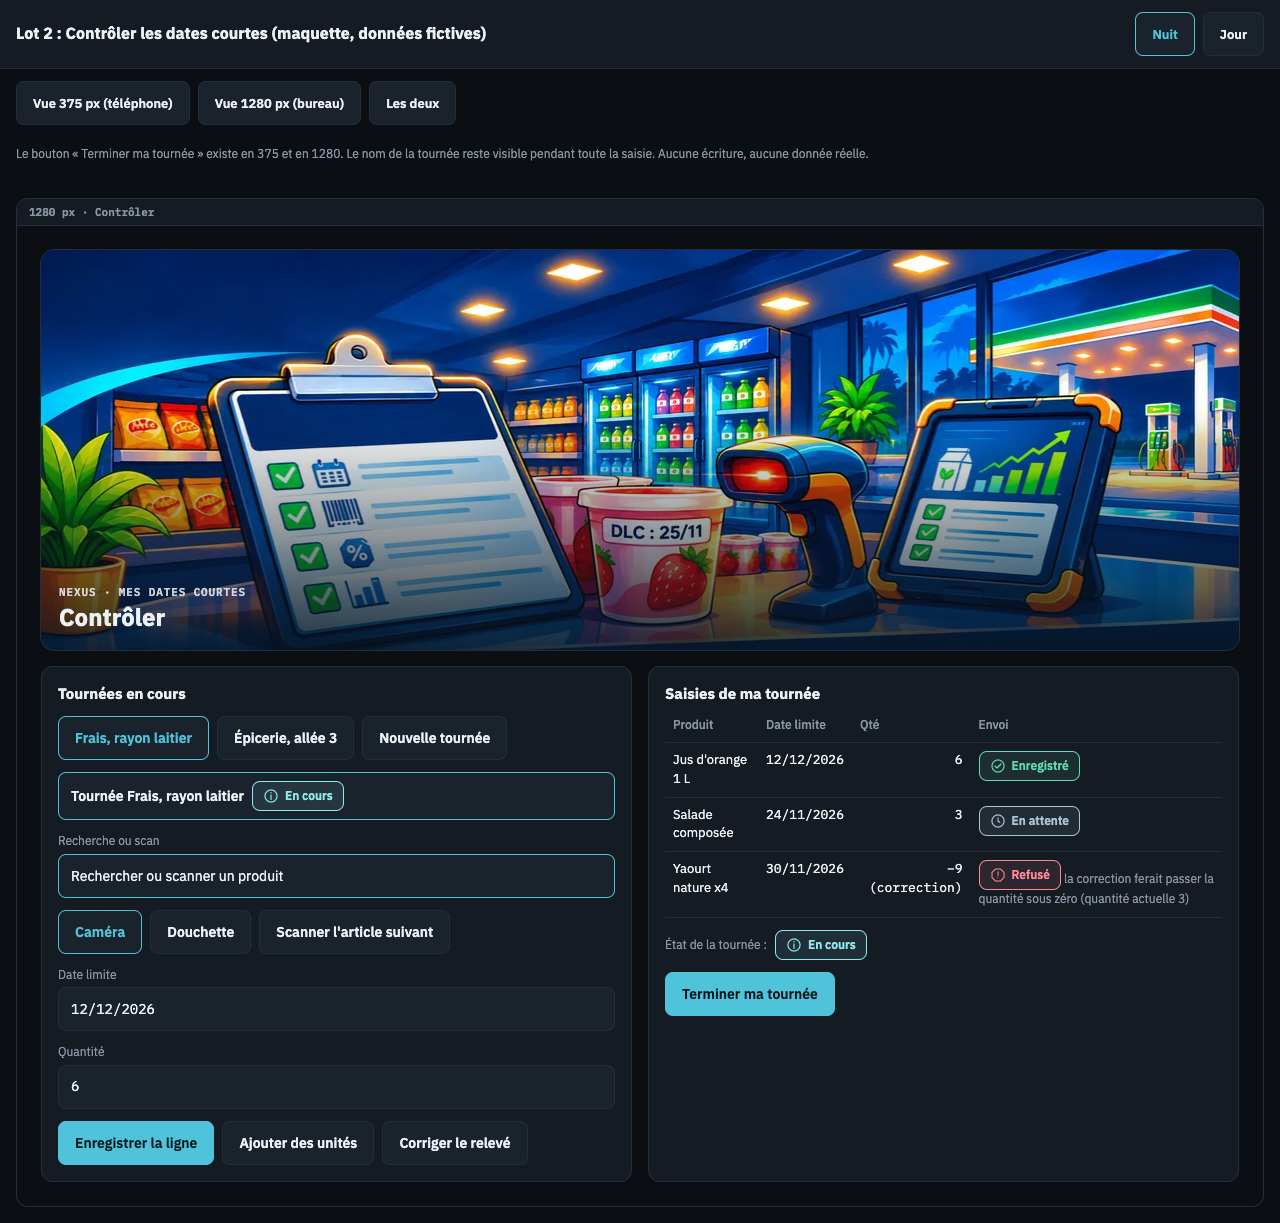 Lot 2 : Contrôler les dates courtes (maquette, données fictives)
Nuit
Jour
Vue 375 px (téléphone)
Vue 1280 px (bureau)
Les deux
Le bouton « Terminer ma tournée » existe en 375 et en 1280. Le nom de la tournée reste visible pendant toute la saisie. Aucune écriture, aucune donnée réelle.
1280 px · Contrôler
DLC : 25/11
NEXUS · MES DATES COURTES
Contrôler
Tournées en cours
Frais, rayon laitier
Épicerie, allée 3
Nouvelle tournée
Tournée Frais, rayon laitier
En cours
Recherche ou scan
Rechercher ou scanner un produit
Caméra
Douchette
Scanner l'article suivant
Date limite
12/12/2026
Quantité
6
Enregistrer la ligne
Ajouter des unités
Corriger le relevé
Saisies de ma tournée
Produit Date limite Qté Envoi
Jus d'orange 12/12/2026 6 Enregistré
1 L
Salade 24/11/2026 3 En attente
composée
Yaourt 30/11/2026 −9 Refusé la correction ferait passer la
nature x4 (correction) quantité sous zéro (quantité actuelle 3)
État de la tournée : En cours
Terminer ma tournée